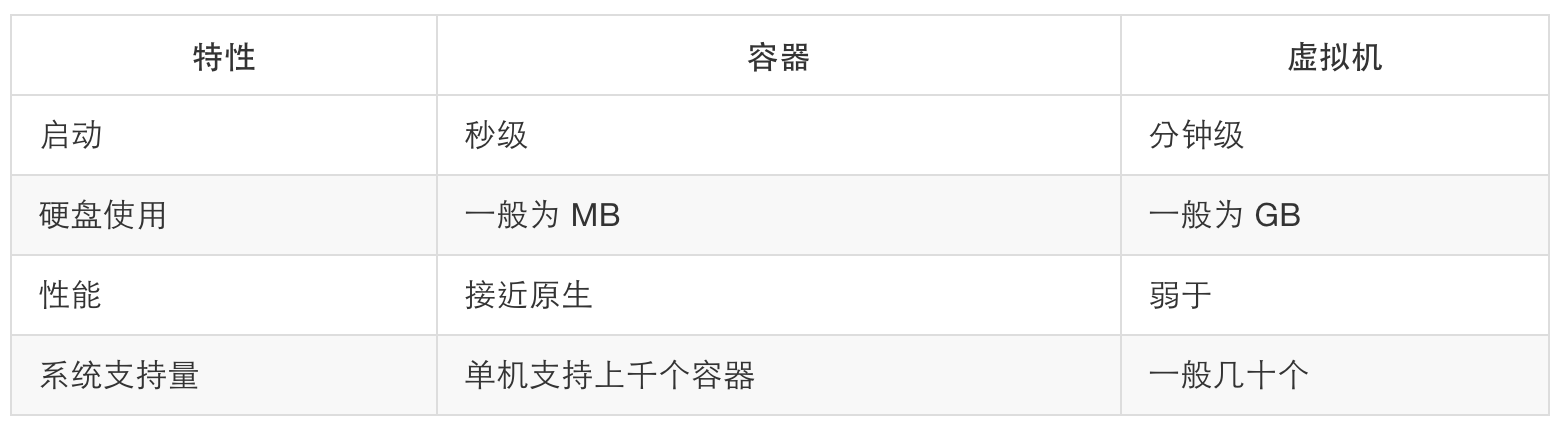 特性 容器 虚拟机
启动 秒级 分钟级
硬盘使用 一般为 MB 一般为 GB
性能 接近原生 弱于
系统支持量 单机支持上千个容器 一般几十个